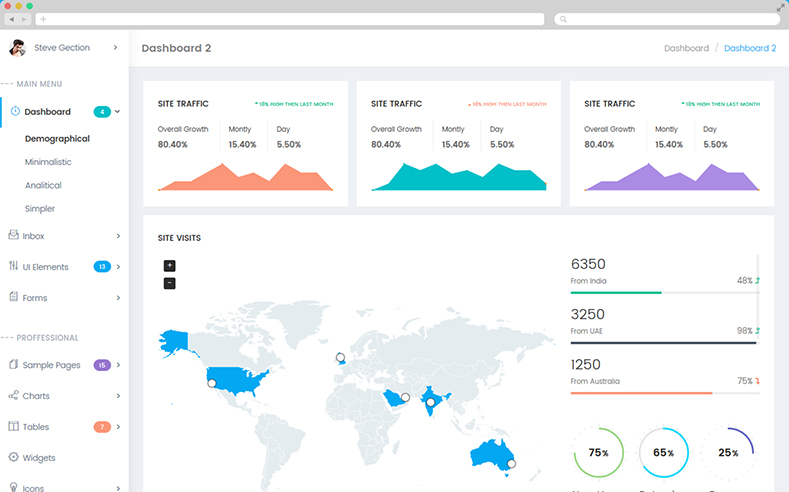 Steve Gection
Dashboard 2
Dashboard / Dashboard 2
MAIN MENU
Dashboard 4
Demographical
Minimalistic
Analitical
Simpler
Inbox
UI Elements 13
Forms
PROFFESSIONAL
Sample Pages 15
Charts
Tables 7
Widgets
Icons
SITE TRAFFIC 18% HIGH THEN LAST MONTH
Overall Growth Montly Day
80.40% 15.40% 5.50%
SITE TRAFFIC 18% HIGH THEN LAST MONTH
Overall Growth Montly Day
80.40% 15.40% 5.50%
SITE TRAFFIC 18% HIGH THEN LAST MONTH
Overall Growth Montly Day
80.40% 15.40% 5.50%
SITE VISITS
+
-
6350
From India 48%
3250
From UAE 98%
1250
From Australia 75%
75% 65% 25%